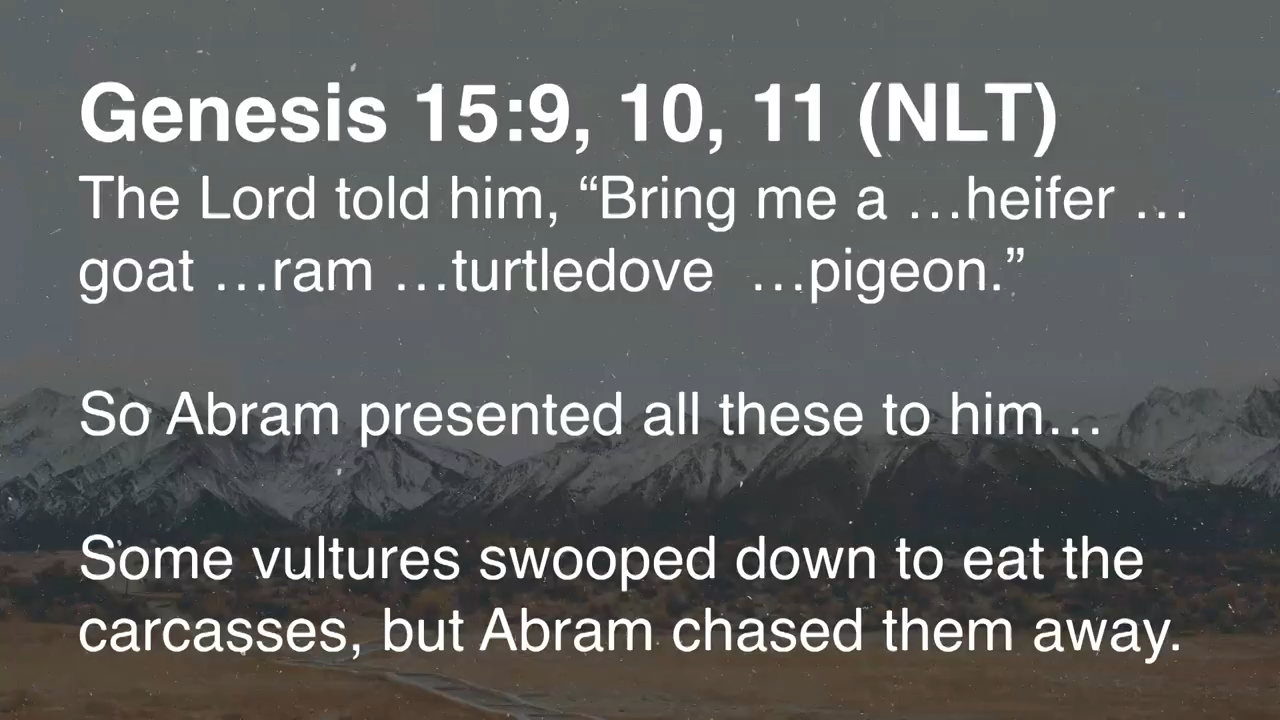 Genesis 15:9, 10, 11 (NLT)
The Lord told him, “Bring me a …heifer …
goat …ram …turtledove  …pigeon.”
So Abram presented all these to him…
Some vultures swooped down to eat the
carcasses, but Abram chased them away.